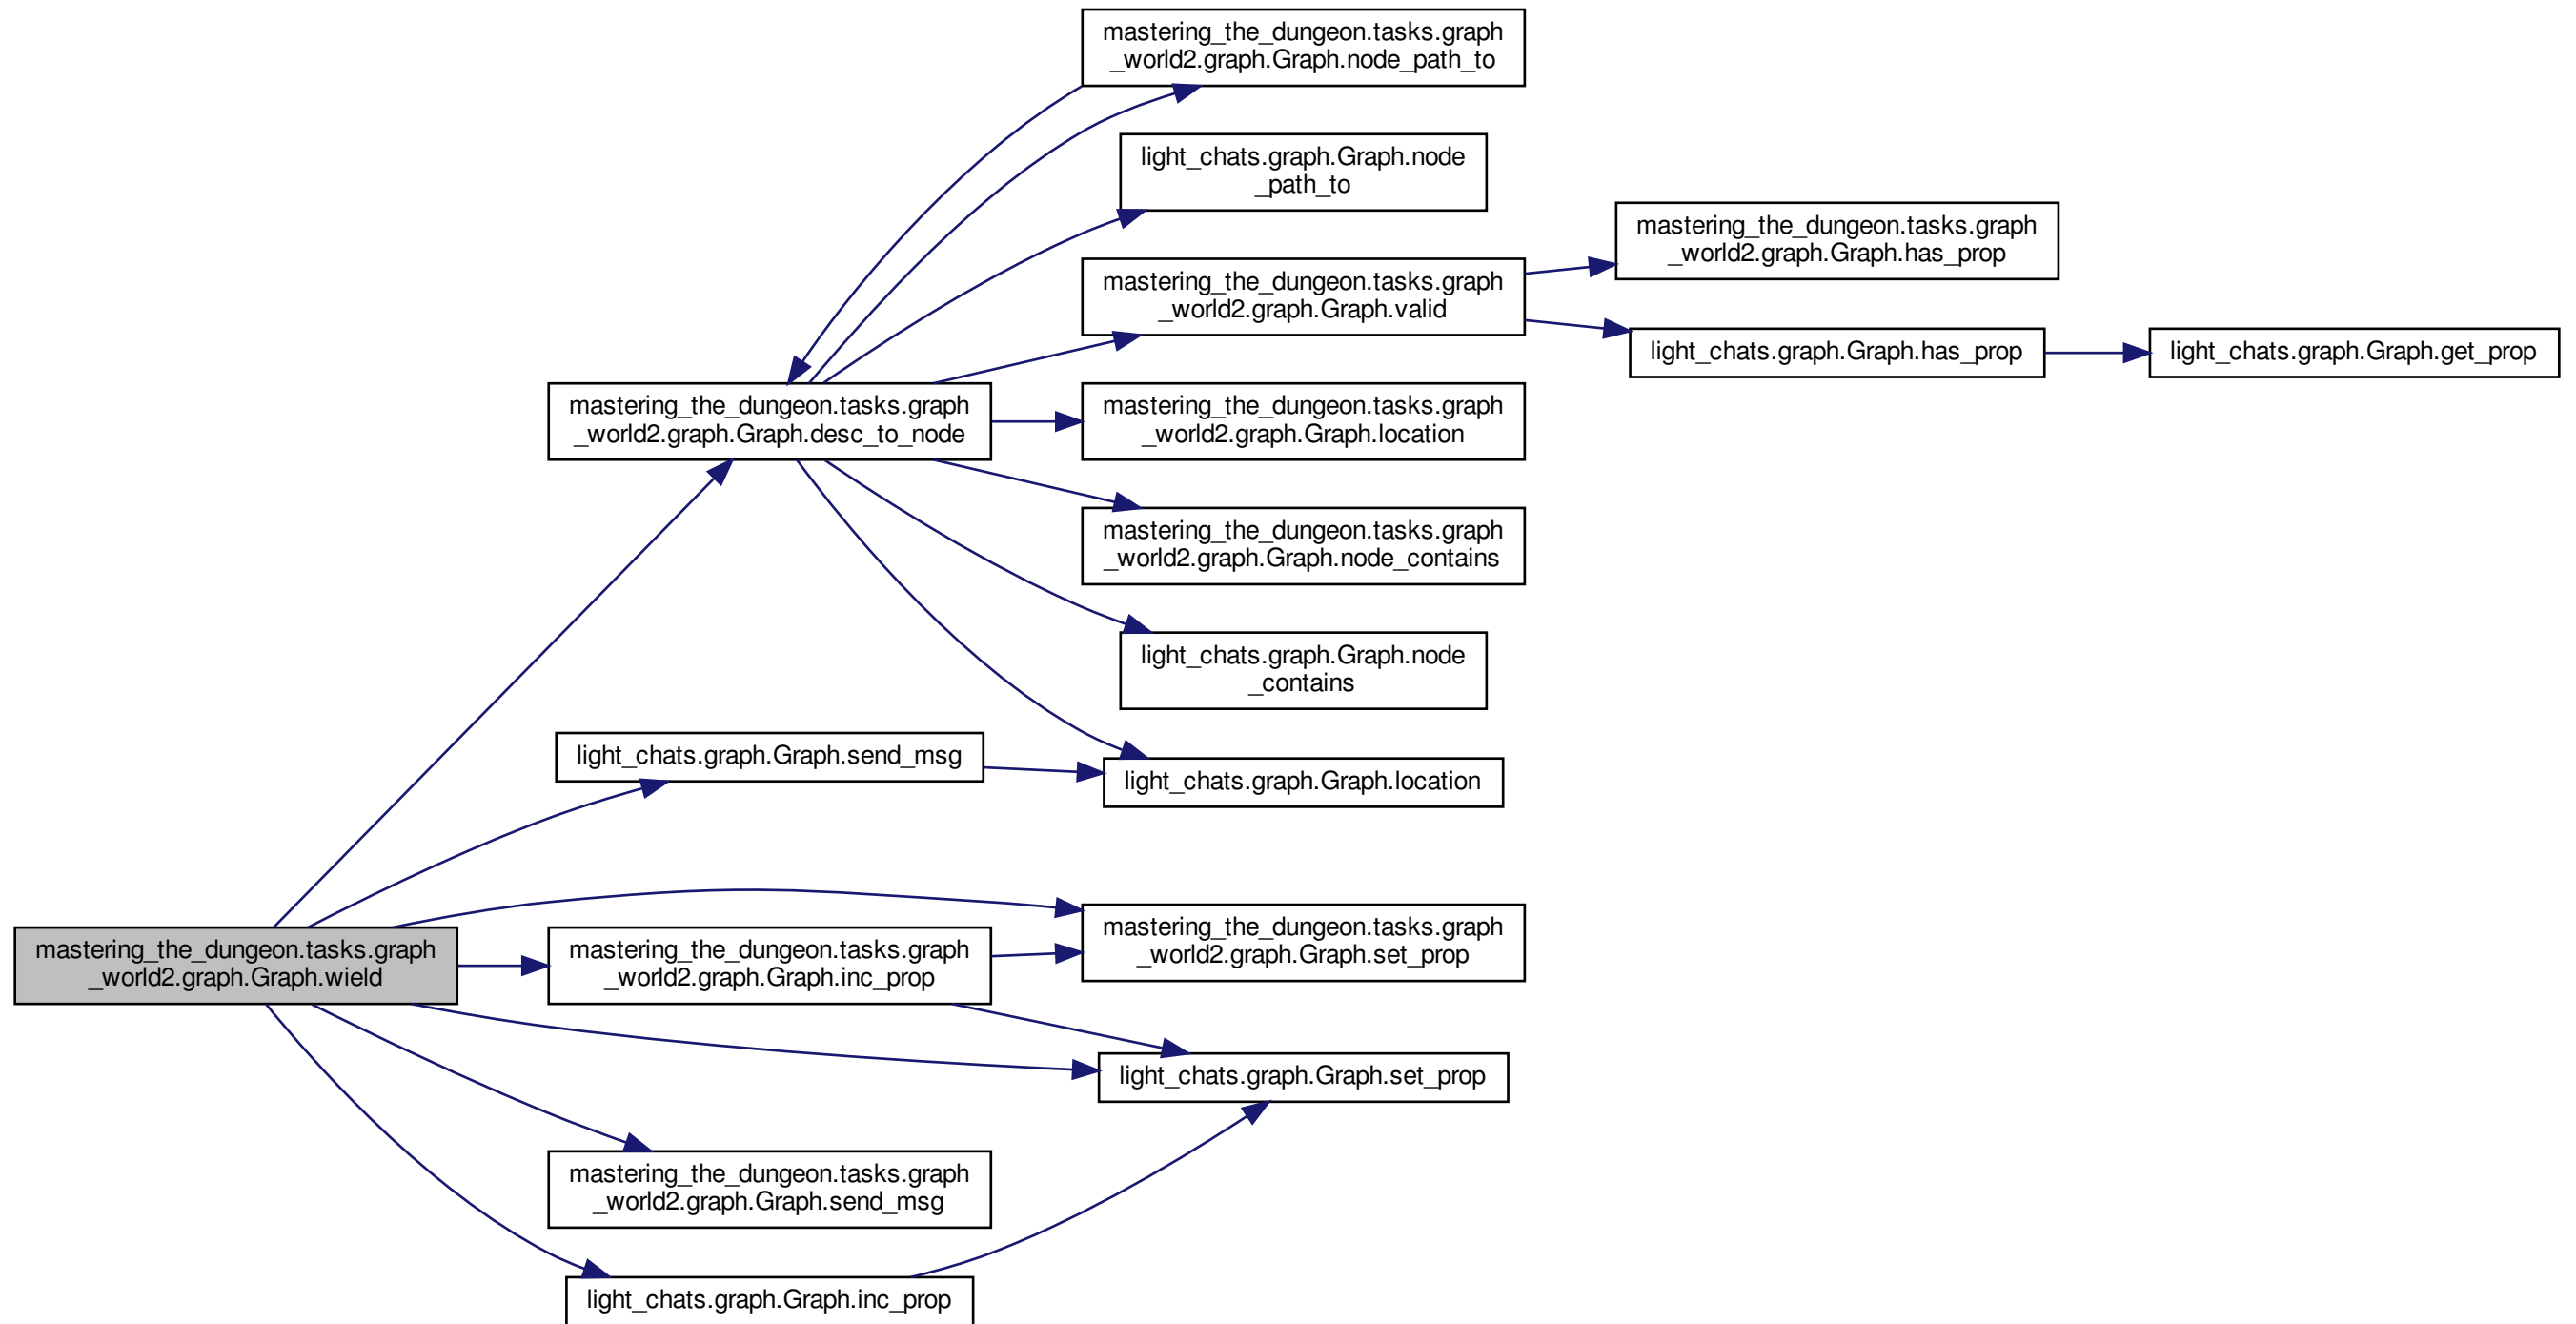 mastering_the_dungeon.tasks.graph
_world2.graph.Graph.node_path_to
light_chats.graph.Graph.node
_path_to
mastering_the_dungeon.tasks.graph
_world2.graph.Graph.has_prop
mastering_the_dungeon.tasks.graph
_world2.graph.Graph.valid
light_chats.graph.Graph.has_prop
light_chats.graph.Graph.get_prop
mastering_the_dungeon.tasks.graph
_world2.graph.Graph.desc_to_node
mastering_the_dungeon.tasks.graph
_world2.graph.Graph.location
mastering_the_dungeon.tasks.graph
_world2.graph.Graph.node_contains
light_chats.graph.Graph.node
_contains
light_chats.graph.Graph.send_msg
light_chats.graph.Graph.location
mastering_the_dungeon.tasks.graph
_world2.graph.Graph.wield
mastering_the_dungeon.tasks.graph
_world2.graph.Graph.inc_prop
mastering_the_dungeon.tasks.graph
_world2.graph.Graph.set_prop
light_chats.graph.Graph.set_prop
mastering_the_dungeon.tasks.graph
_world2.graph.Graph.send_msg
light_chats.graph.Graph.inc_prop